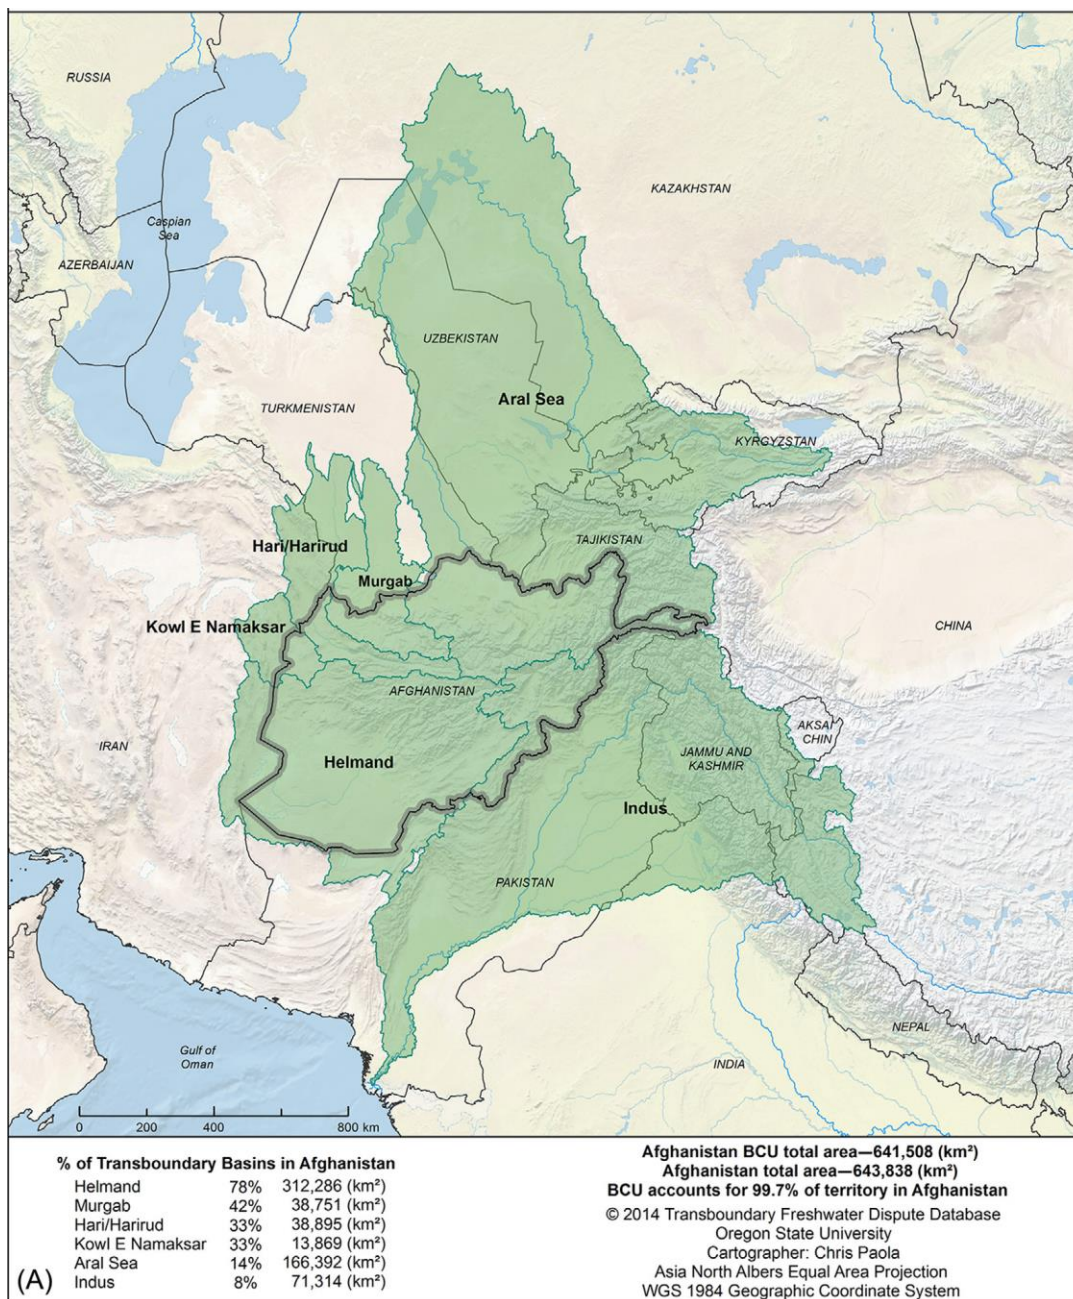 RUSSIA
KAZAKHSTAN
Caspian
Sea
AZERBAIJAN
UZBEKISTAN
TURKMENISTAN
Aral Sea
KYRGYZSTAN
TAJIKISTAN
Hari/Harirud
Murgab
Kowl E Namaksar
CHINA
AFGHANISTAN
IRAN
AKSAI
CHIN
Helmand
JAMMU AND
KASHMIR
Indus
PAKISTAN
NEPAL
Gulf of
Oman
INDIA
0 200 400 800 km
% of Transboundary Basins in Afghanistan
Helmand 78% 312,286 (km²)
Murgab 42% 38,751 (km²)
Hari/Harirud 33% 38,895 (km²)
Kowl E Namaksar 33% 13,869 (km²)
Aral Sea 14% 166,392 (km²)
Indus 8% 71,314 (km²)
(A)
Afghanistan BCU total area—641,508 (km²)
Afghanistan total area—643,838 (km²)
BCU accounts for 99.7% of territory in Afghanistan
© 2014 Transboundary Freshwater Dispute Database
Oregon State University
Cartographer: Chris Paola
Asia North Albers Equal Area Projection
WGS 1984 Geographic Coordinate System